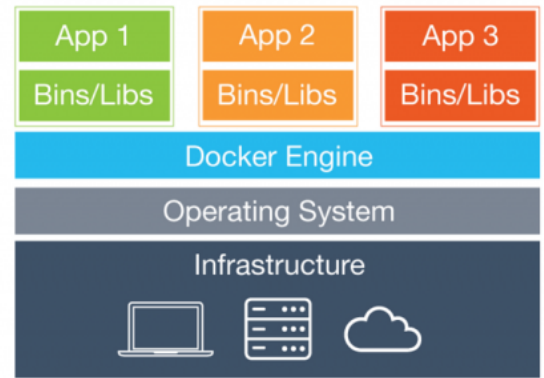 App 1
App 2
App 3
Bins/Libs
Bins/Libs
Bins/Libs
Docker Engine
Operating System
Infrastructure